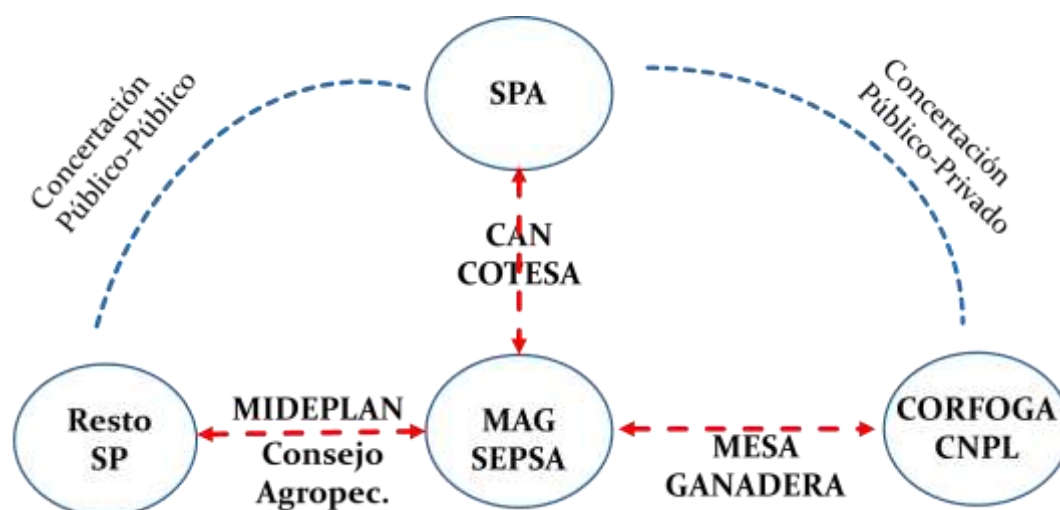 SPA
Concertación
Público-Público
Concertación
Público-Privado
CAN
COTESA
Resto
SP
MIDEPLAN
Consejo
Agropec.
MAG
SEPSA
MESA
GANADERA
CORFOGA
CNPL